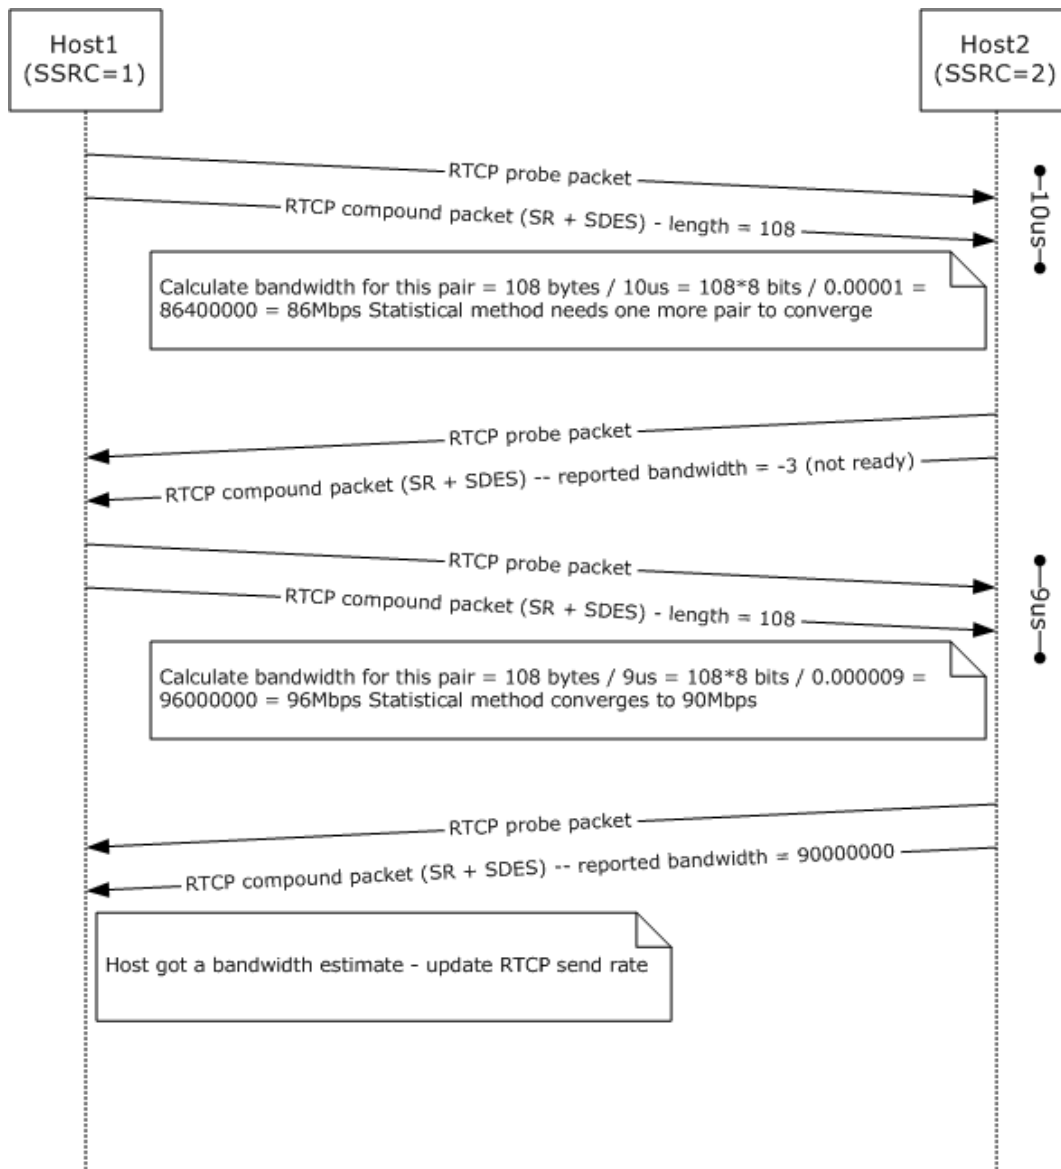 Host1
(SSRC=1)
Host2
(SSRC=2)
RTCP probe packet
10us
RTCP compound packet (SR + SDES) - length = 108
Calculate bandwidth for this pair = 108 bytes / 10us = 108*8 bits / 0.00001 =
86400000 = 86Mbps Statistical method needs one more pair to converge
RTCP probe packet
RTCP compound packet (SR + SDES) -- reported bandwidth = -3 (not ready)
RTCP probe packet
9us
RTCP compound packet (SR + SDES) - length = 108
Calculate bandwidth for this pair = 108 bytes / 9us = 108*8 bits / 0.000009 =
96000000 = 96Mbps Statistical method converges to 90Mbps
RTCP probe packet
RTCP compound packet (SR + SDES) -- reported bandwidth = 90000000
Host got a bandwidth estimate - update RTCP send rate